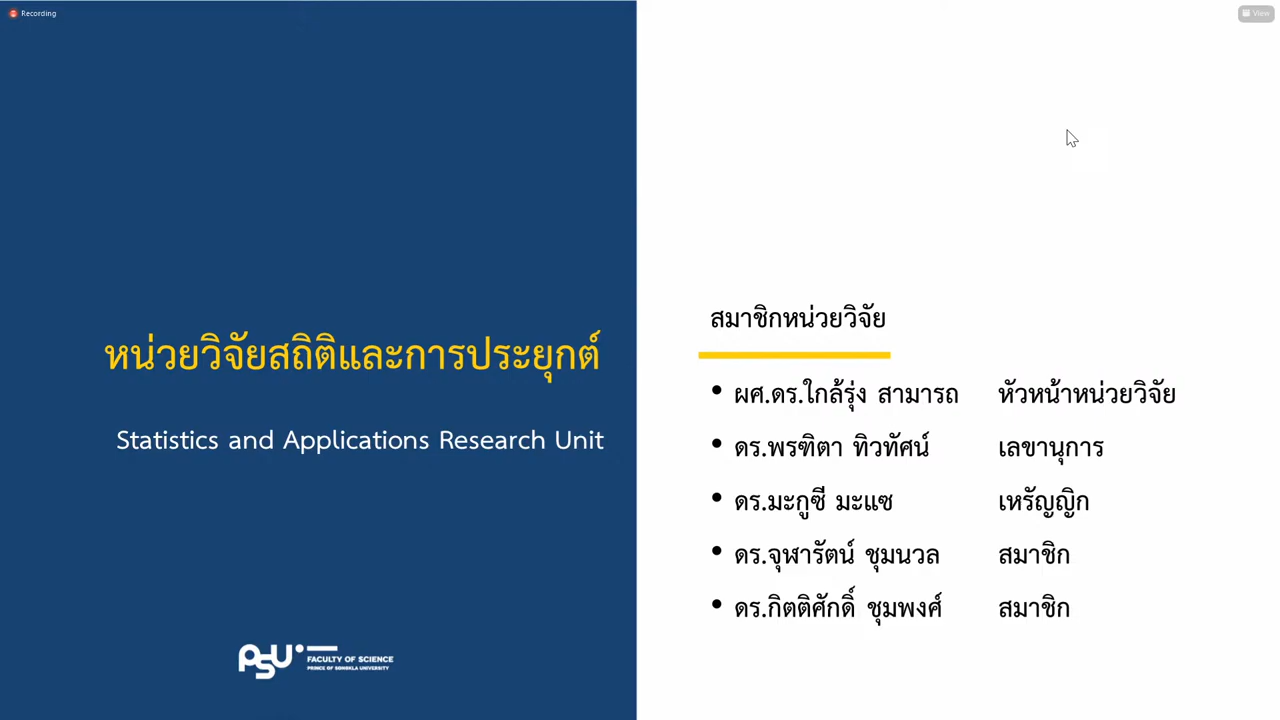 Recording
View
หน่วยวิจัยสถิติและการประยุกต์
Statistics and Applications Research Unit
PSU
FACULTY OF SCIENCE
PRINCE OF SONGKLA UNIVERSITY
สมาชิกหน่วยวิจัย
• ผศ.ดร.ใกล้รุ่ง สามารถ หัวหน้าหน่วยวิจัย
• ดร.พรฑิตา ทิวทัศน์ เลขานุการ
• ดร.มะกูซี มะแซ เหรัญญิก
• ดร.จุฬารัตน์ ชุมนวล สมาชิก
• ดร.กิตติศักดิ์ ชุมพงศ์ สมาชิก